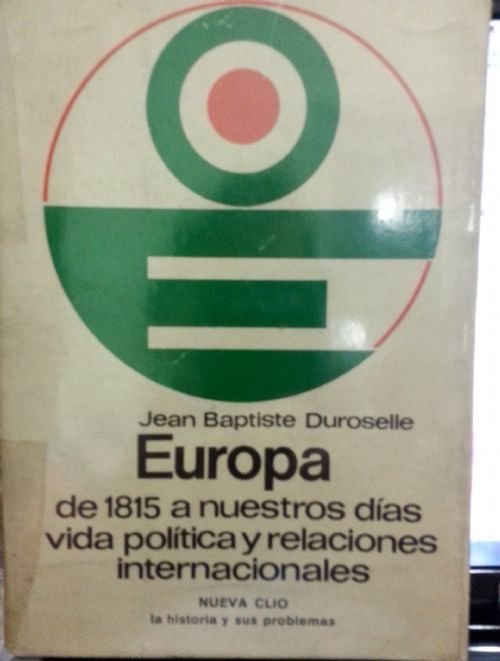 Jean Baptiste Duroselle
Europa
de 1815 a nuestros días
vida política y relaciones
internacionales
NUEVA CLIO
la historia y sus problemas